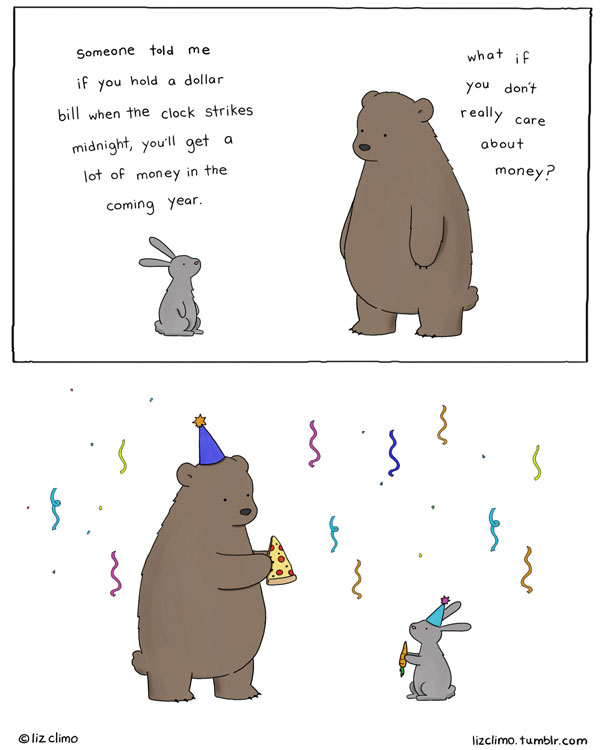 someone told me
if you hold a dollar
bill when the clock strikes
midnight, you'll get a
lot of money in the
coming year.
what if
you don't
really care
about
money?
©liz climo
lizclimo.tumblr.com